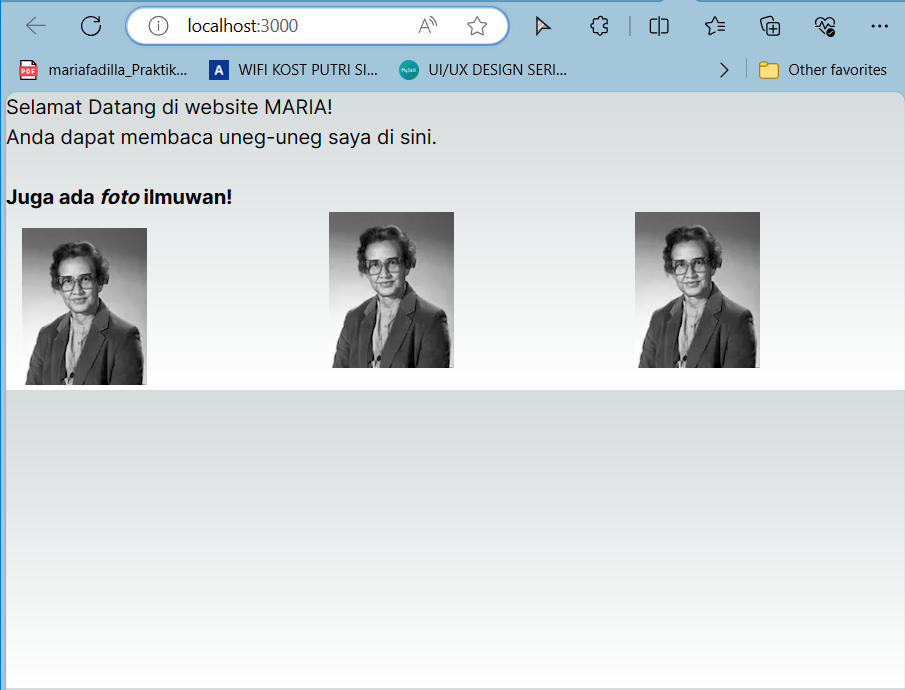 localhost:3000
mariafadilla_Praktik...
WIFI KOST PUTRI SI...
UI/UX DESIGN SERI...
Other favorites
Selamat Datang di website MARIA!
Anda dapat membaca uneg-uneg saya di sini.
Juga ada foto ilmuwan!